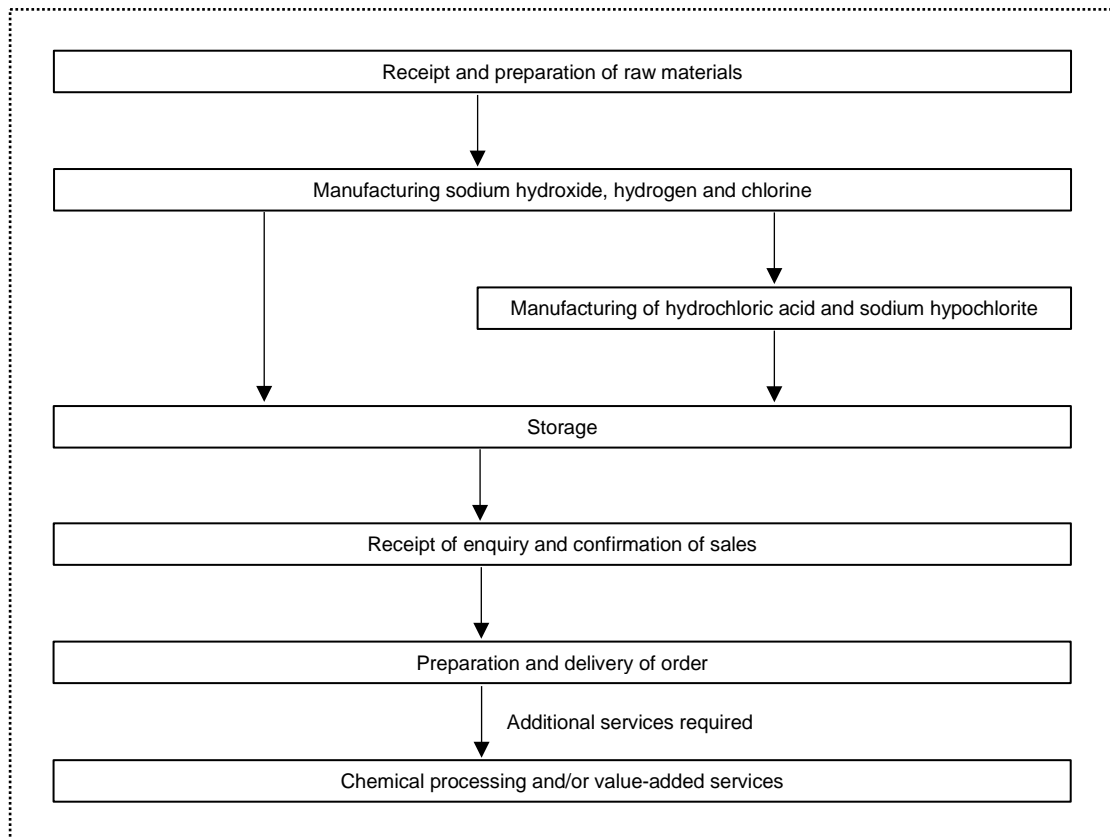 Receipt and preparation of raw materials
Manufacturing sodium hydroxide, hydrogen and chlorine
Manufacturing of hydrochloric acid and sodium hypochlorite
Storage
Receipt of enquiry and confirmation of sales
Preparation and delivery of order
Additional services required
Chemical processing and/or value-added services